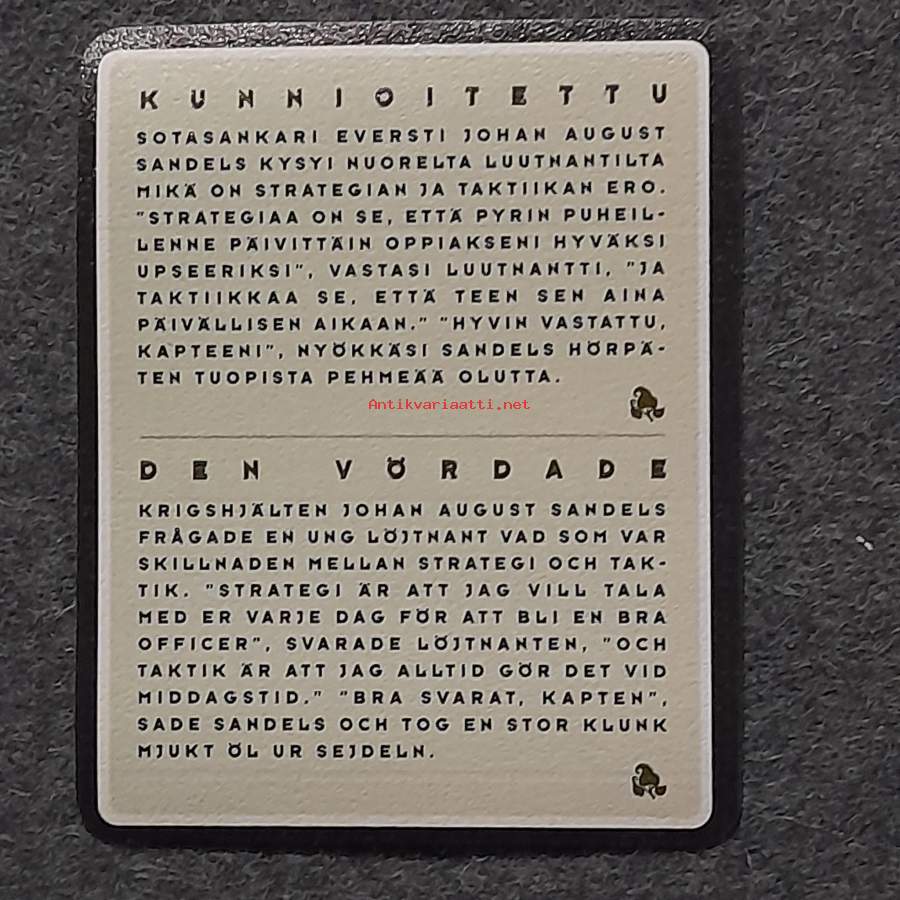 KUNNIOITETTU
SOTASANKARI EVERSTI JOHAN AUGUST
SANDELS KYSYI NUORELTA LUUTNANTILTA
MIKÄ ON STRATEGIAN JA TAKTIIKAN ERO.
"STRATEGIAA ON SE, ETTÄ PYRIN PUHEIL-
LENNE PÄIVITTÄIN OPPIAKSENI HYVÄKSI
UPSEERIKSI", VASTASI LUUTNANTTI, "JA
TAKTIIKKAA SE, ETTÄ TEEN SEN AINA
PÄIVÄLLISEN AIKAAN." "HYVIN VASTATTU,
KAPTEENI", NYÖKKÄSI SANDELS HÖRPÄ-
TEN TUOPISTA PEHMEÄÄ OLUTTA.
Antikvariaatti.net
DEN VÖRDADE
KRIGSHJÄLTEN JOHAN AUGUST SANDELS
FRÅGADE EN UNG LÖJTNANT VAD SOM VAR
SKILLNADEN MELLAN STRATEGI OCH TAK-
TIK. "STRATEGI ÄR ATT JAG VILL TALA
MED ER VARJE DAG FÖR ATT BLI EN BRA
OFFICER", SVARADE LÖJTNANTEN, "OCH
TAKTIK ÄR ATT JAG ALLTID GÖR DET VID
MIDDAGSTID." "BRA SVARAT, KAPTEN",
SADE SANDELS OCH TOG EN STOR KLUNK
MJUKT ÖL UR SEJDELN.